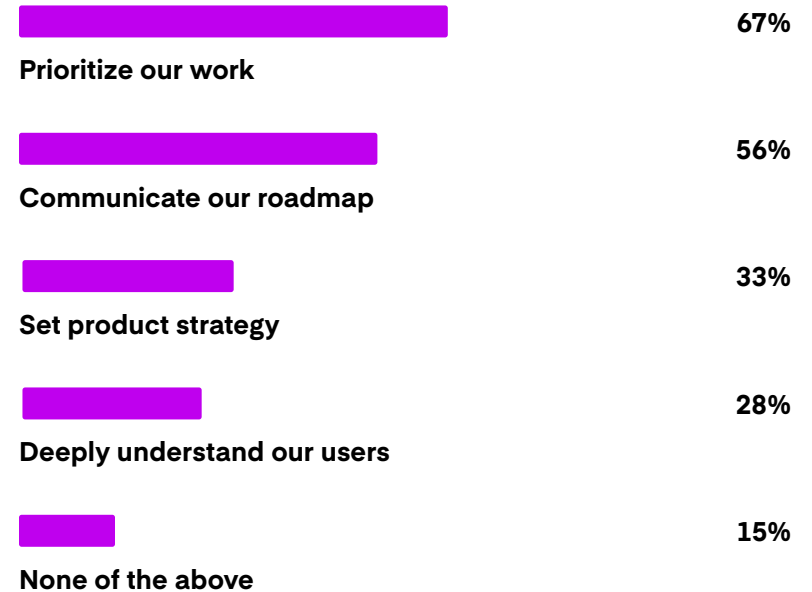 67%
Prioritize our work
56%
Communicate our roadmap
33%
Set product strategy
28%
Deeply understand our users
15%
None of the above